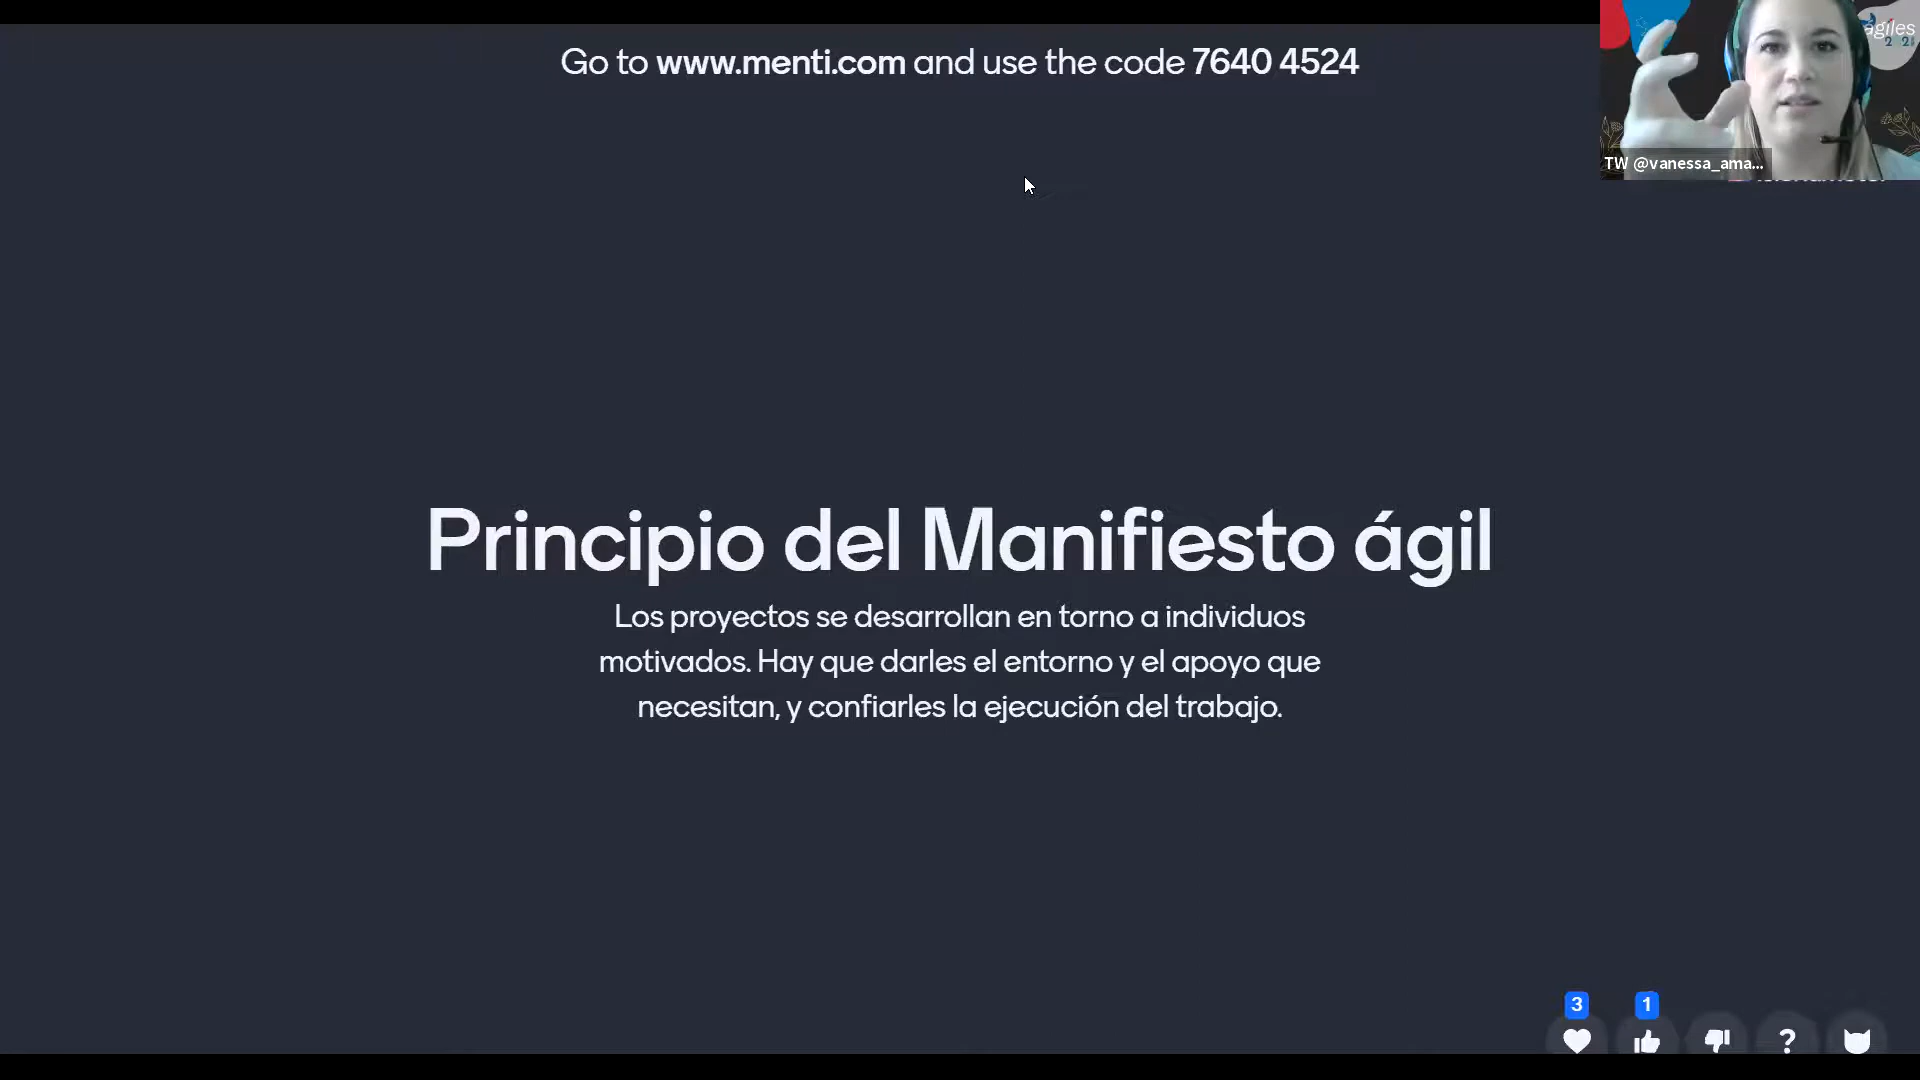 Go to www.menti.com and use the code 7640 4524
ágiles
TW @vanessa_ama...
Principio del Manifiesto ágil
Los proyectos se desarrollan en torno a individuos
motivados. Hay que darles el entorno y el apoyo que
necesitan, y confiarles la ejecución del trabajo.
3
1
?